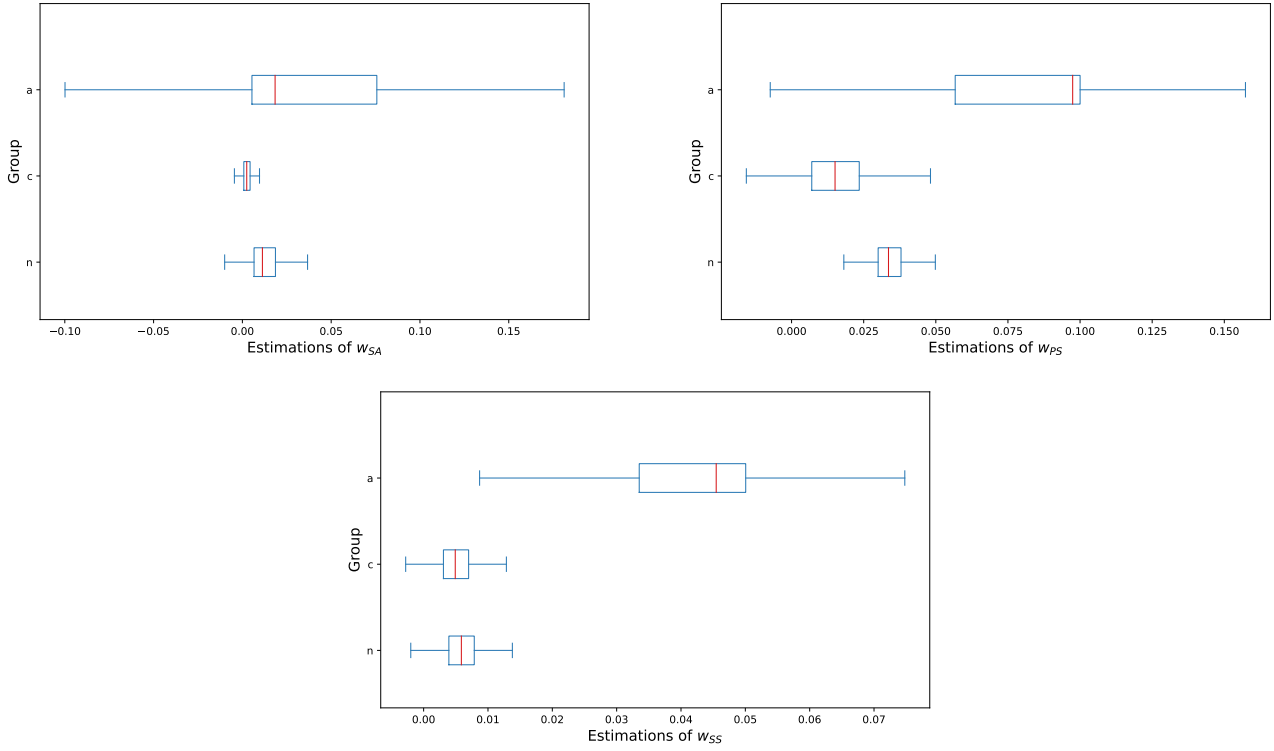 Group
a
c
n
−0.10 −0.05 0.00 0.05 0.10 0.15
Estimations of w_SA
Group
a
c
n
0.000 0.025 0.050 0.075 0.100 0.125 0.150
Estimations of w_PS
Group
a
c
n
0.00 0.01 0.02 0.03 0.04 0.05 0.06 0.07
Estimations of w_SS